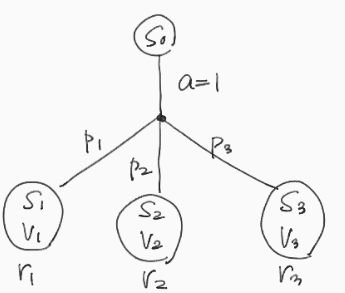 S₀
a=1
p₁ p₂ p₃
S₁ S₂ S₃
V₁ V₂ V₃
r₁ r₂ r₃